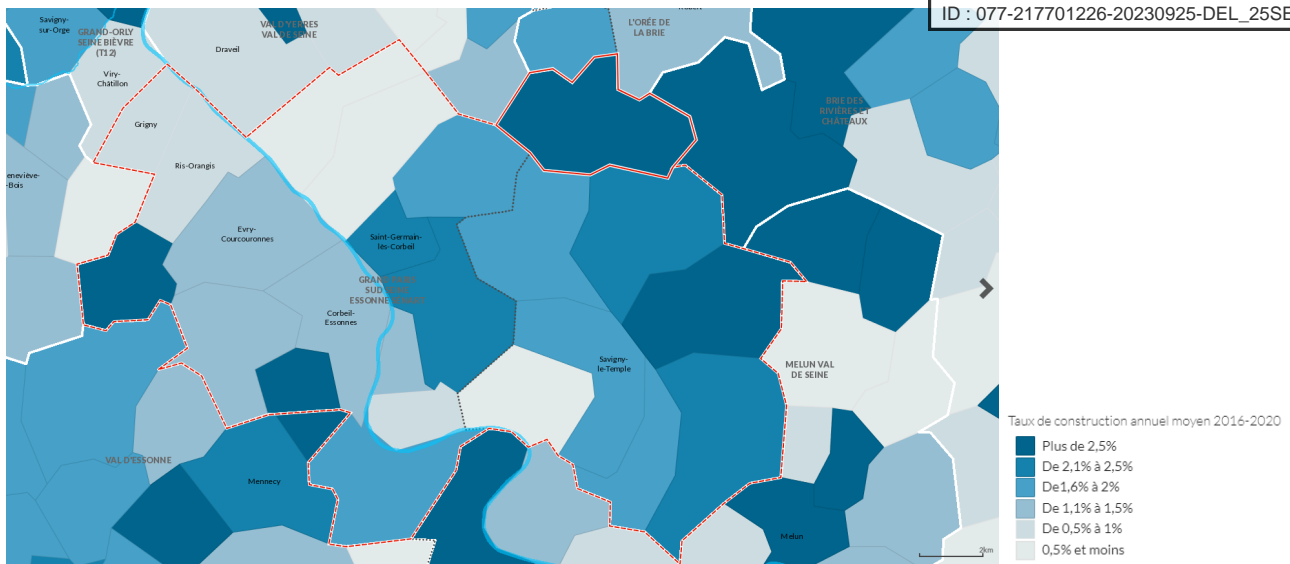 ID : 077-217701226-20230925-DEL_25SE
Savigny-
sur-Orge
GRAND-ORLY
SEINE BIÈVRE
(T12)
VAL D'YERRES
VAL DE SEINE
L'ORÉE DE
LA BRIE
Draveil
Viry-
Châtillon
BRIE DES
RIVIÈRES ET
CHÂTEAUX
Grigny
Ris-Orangis
eneviève-
-Bois
Evry-
Courcouronnes
Saint-Germain-
lès-Corbeil
GRAND
SUD
ESSONNE
Corbeil-
Essonnes
Savigny-
le-Temple
MELUN VAL
DE SEINE
VAL D'ESSONNE
Mennecy
Melun
2km
Taux de construction annuel moyen 2016-2020
Plus de 2,5%
De 2,1% à 2,5%
De 1,6% à 2%
De 1,1% à 1,5%
De 0,5% à 1%
0,5% et moins